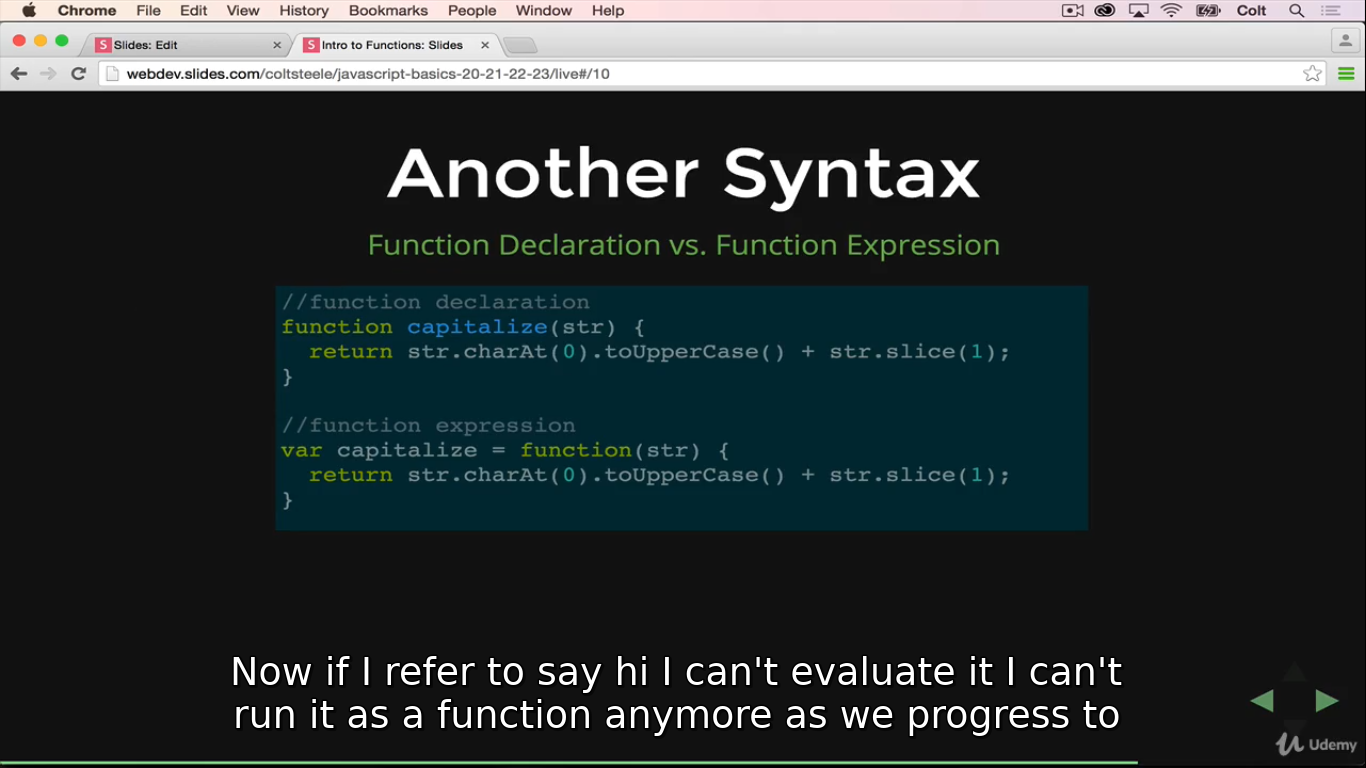 Chrome File Edit View History Bookmarks People Window Help Colt
Slides: Edit Intro to Functions: Slides
webdev.slides.com/coltsteele/javascript-basics-20-21-22-23/live#/10
Another Syntax
Function Declaration vs. Function Expression
//function declaration
function capitalize(str) {
  return str.charAt(0).toUpperCase() + str.slice(1);
}
//function expression
var capitalize = function(str) {
  return str.charAt(0).toUpperCase() + str.slice(1);
}
Now if I refer to say hi I can't evaluate it I can't
run it as a function anymore as we progress to
Udemy